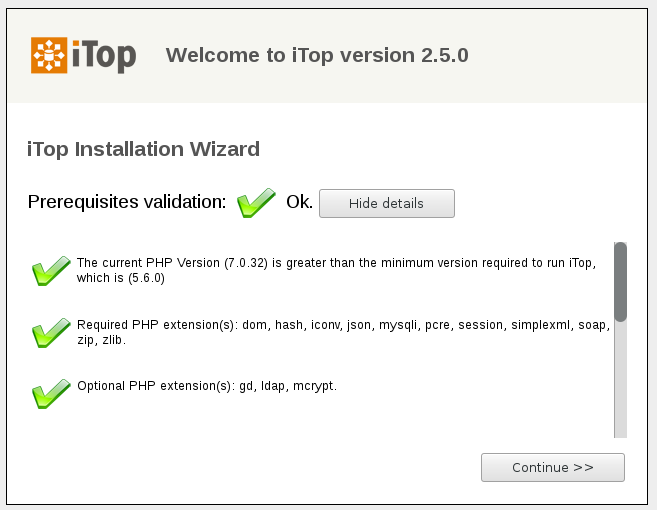 iTop
Welcome to iTop version 2.5.0
iTop Installation Wizard
Prerequisites validation: Ok. Hide details
The current PHP Version (7.0.32) is greater than the minimum version required to run iTop,
which is (5.6.0)
Required PHP extension(s): dom, hash, iconv, json, mysqli, pcre, session, simplexml, soap,
zip, zlib.
Optional PHP extension(s): gd, ldap, mcrypt.
Continue >>